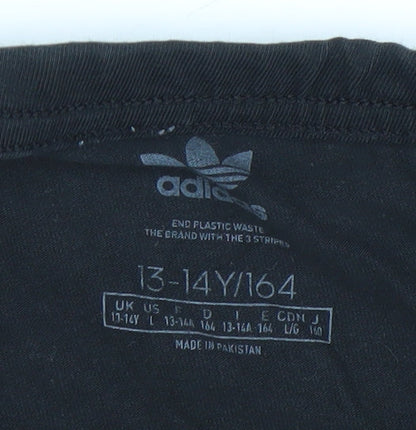 adidas
END PLASTIC WASTE
THE BRAND WITH THE 3 STRIPES
13-14Y/164
UK US F D I E CDN J
13-14Y L 13-14A 164 13-14A 164 L/G 160
MADE IN PAKISTAN